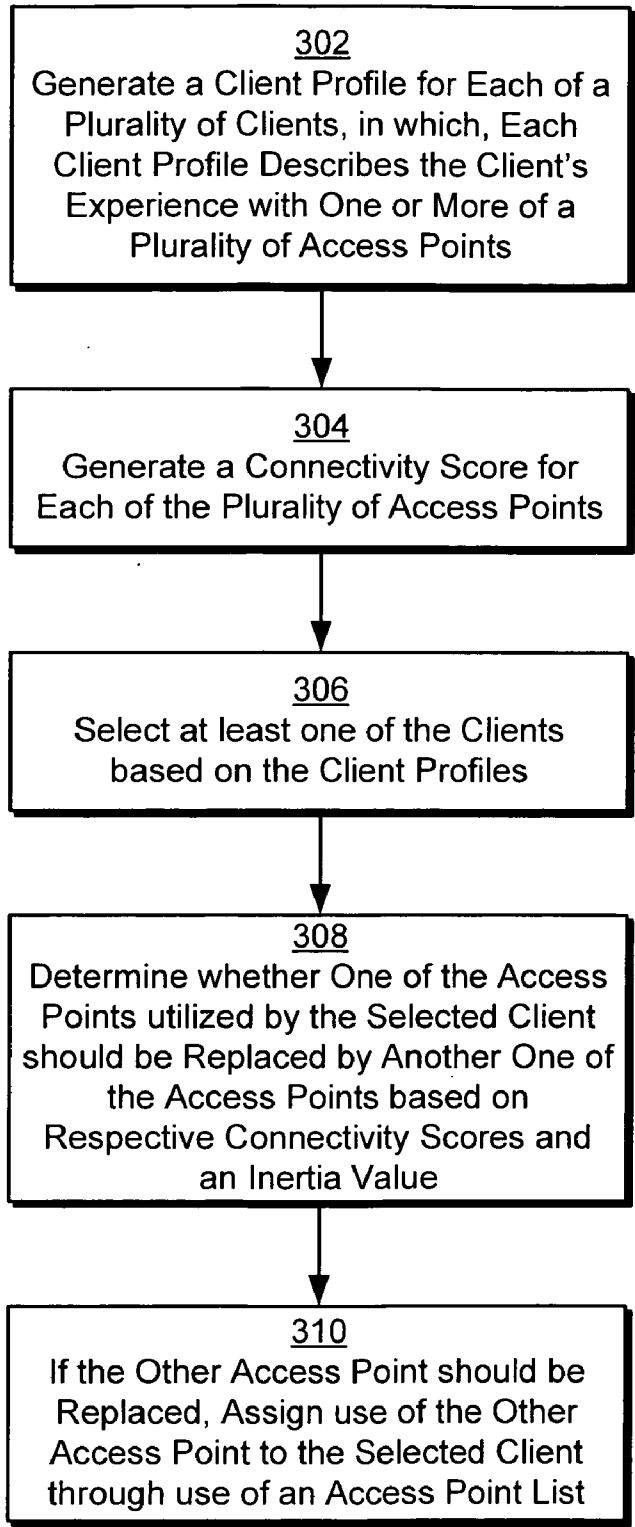 302
Generate a Client Profile for Each of a
Plurality of Clients, in which, Each
Client Profile Describes the Client's
Experience with One or More of a
Plurality of Access Points
304
Generate a Connectivity Score for
Each of the Plurality of Access Points
306
Select at least one of the Clients
based on the Client Profiles
308
Determine whether One of the Access
Points utilized by the Selected Client
should be Replaced by Another One of
the Access Points based on
Respective Connectivity Scores and
an Inertia Value
310
If the Other Access Point should be
Replaced, Assign use of the Other
Access Point to the Selected Client
through use of an Access Point List